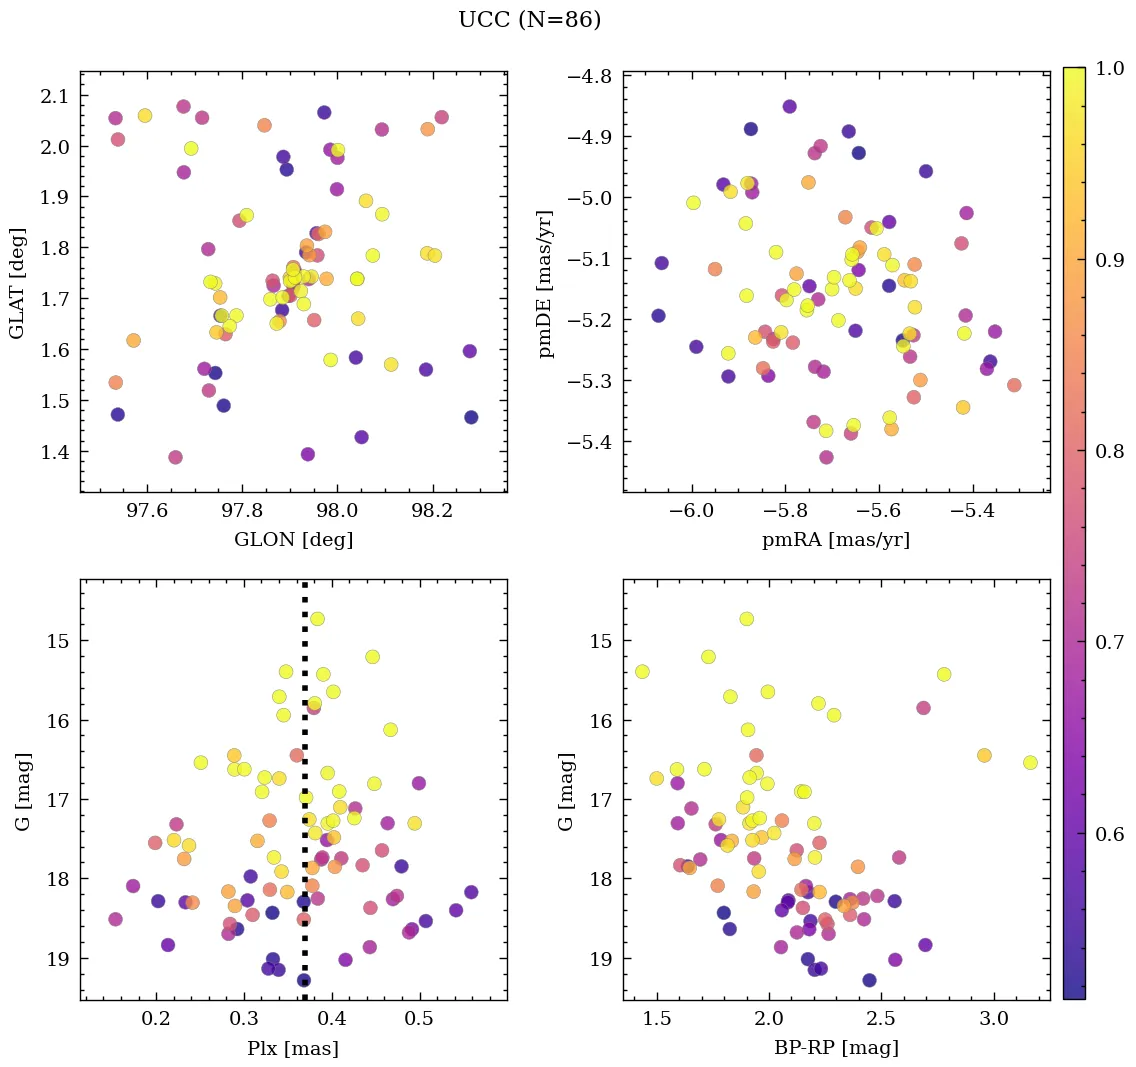 UCC (N=86)
2.1
2.0
1.9
1.8
1.7
1.6
1.5
1.4
GLAT [deg]
97.6 97.8 98.0 98.2
GLON [deg]
−4.8
−4.9
−5.0
−5.1
−5.2
−5.3
−5.4
pmDE [mas/yr]
−6.0 −5.8 −5.6 −5.4
pmRA [mas/yr]
1.0
0.9
0.8
0.7
0.6
15
16
17
18
19
G [mag]
0.2 0.3 0.4 0.5
Plx [mas]
15
16
17
18
19
G [mag]
1.5 2.0 2.5 3.0
BP-RP [mag]